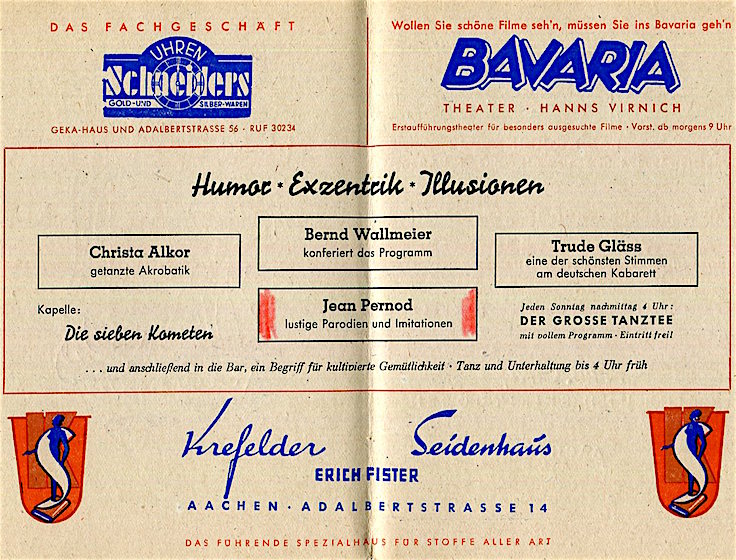 DAS FACHGESCHÄFT
UHREN
Schneiders
GOLD- UND SILBER-WAREN
GEKA-HAUS UND ADALBERTSTRASSE 56 · RUF 30234
Wollen Sie schöne Filme seh'n, müssen Sie ins Bavaria geh'n
BAVARIA
THEATER · HANNS VIRNICH
Erstaufführungstheater für besonders ausgesuchte Filme · Vorst. ab morgens 9 Uhr
Humor * Exzentrik * Illusionen
Christa Alkor
getanzte Akrobatik
Bernd Wallmeier
konferiert das Programm
Trude Gläss
eine der schönsten Stimmen
am deutschen Kabarett
Kapelle:
Die sieben Kometen
Jean Pernod
lustige Parodien und Imitationen
Jeden Sonntag nachmittag 4 Uhr:
DER GROSSE TANZTEE
mit vollem Programm · Eintritt frei!
. . . und anschließend in die Bar, ein Begriff für kultivierte Gemütlichkeit · Tanz und Unterhaltung bis 4 Uhr früh
Krefelder Seidenhaus
ERICH FISTER
AACHEN · ADALBERTSTRASSE 14
DAS FÜHRENDE SPEZIALHAUS FÜR STOFFE ALLER ART